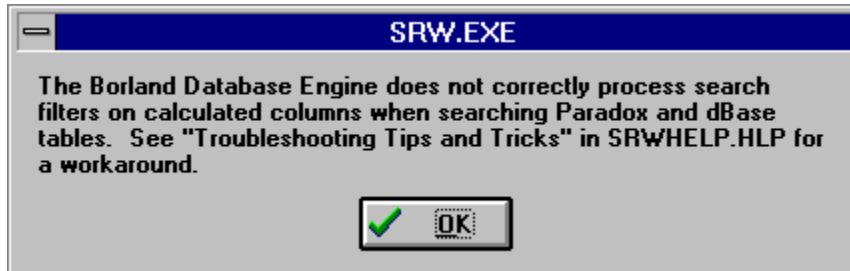 SRW.EXE
The Borland Database Engine does not correctly process search
filters on calculated columns when searching Paradox and dBase
tables.  See "Troubleshooting Tips and Tricks" in SRWHELP.HLP for
a workaround.
OK